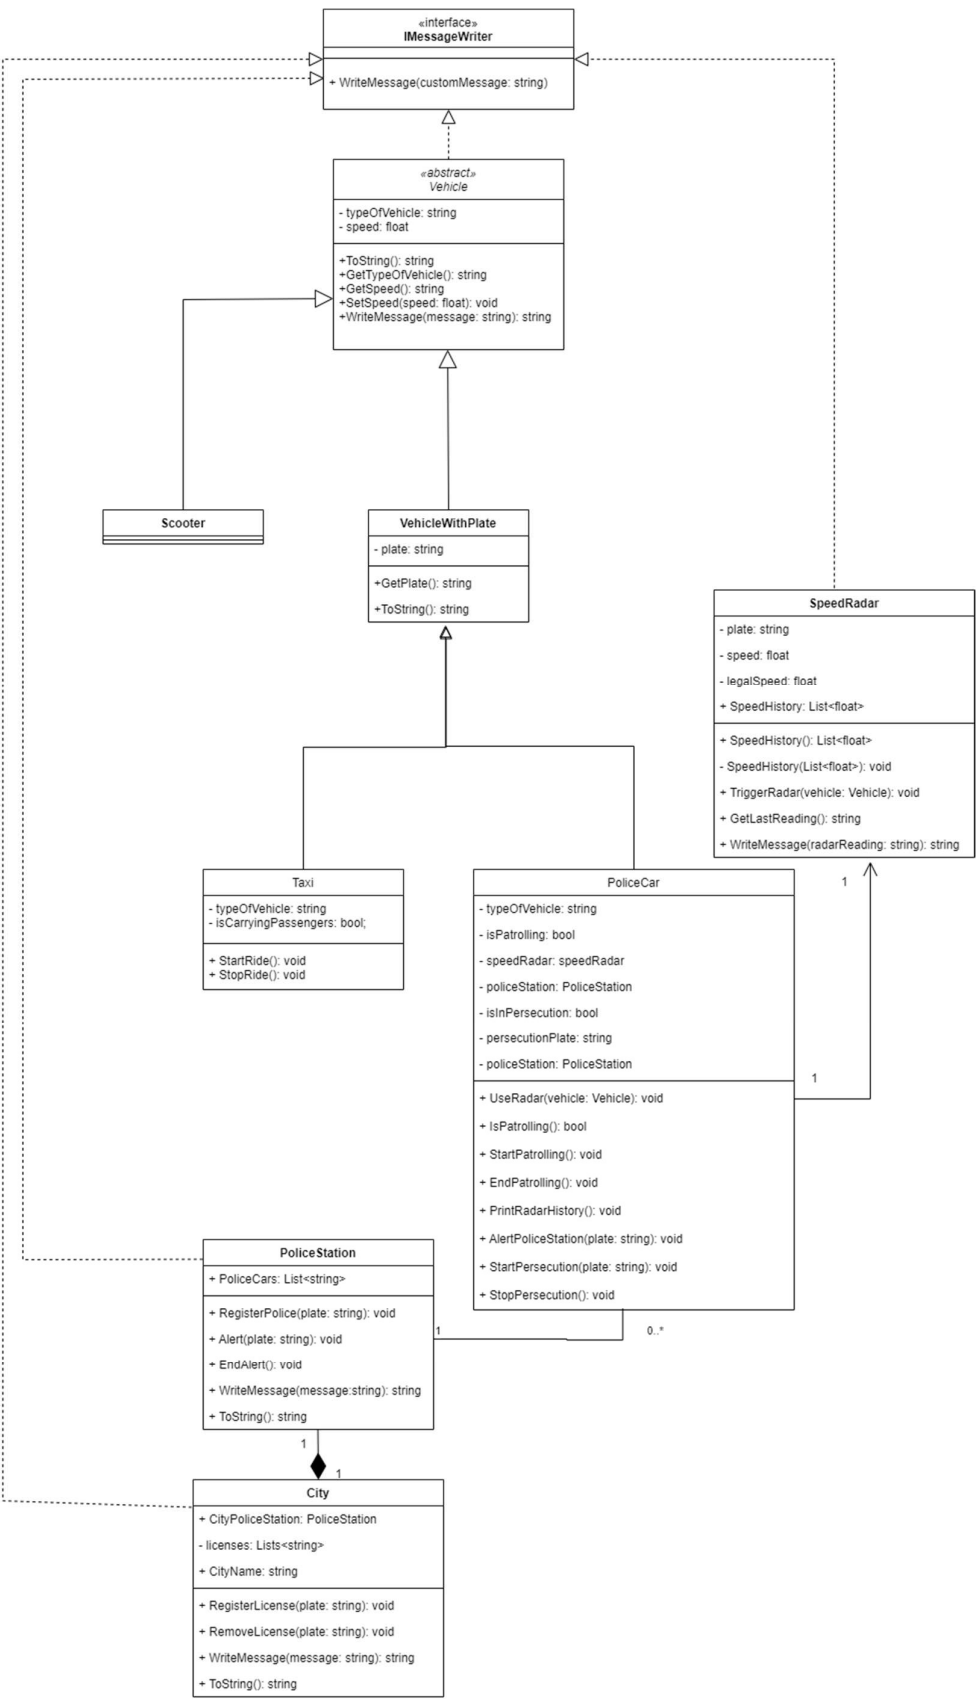 «interface»
IMessageWriter
+ WriteMessage(customMessage: string)
«abstract»
Vehicle
- typeOfVehicle: string
- speed: float
+ToString(): string
+GetTypeOfVehicle(): string
+GetSpeed(): string
+SetSpeed(speed: float): void
+WriteMessage(message: string): string
Scooter
VehicleWithPlate
- plate: string
+GetPlate(): string
+ToString(): string
SpeedRadar
- plate: string
- speed: float
- legalSpeed: float
+ SpeedHistory: List<float>
+ SpeedHistory(): List<float>
- SpeedHistory(List<float>): void
+ TriggerRadar(vehicle: Vehicle): void
+ GetLastReading(): string
+ WriteMessage(radarReading: string): string
1
Taxi
- typeOfVehicle: string
- isCarryingPassengers: bool;
+ StartRide(): void
+ StopRide(): void
PoliceCar
- typeOfVehicle: string
- isPatrolling: bool
- speedRadar: speedRadar
- policeStation: PoliceStation
- isInPersecution: bool
- persecutionPlate: string
- policeStation: PoliceStation
+ UseRadar(vehicle: Vehicle): void
+ IsPatrolling(): bool
+ StartPatrolling(): void
+ EndPatrolling(): void
+ PrintRadarHistory(): void
+ AlertPoliceStation(plate: string): void
+ StartPersecution(plate: string): void
+ StopPersecution(): void
1
PoliceStation
+ PoliceCars: List<string>
+ RegisterPolice(plate: string): void
+ Alert(plate: string): void
+ EndAlert(): void
+ WriteMessage(message:string): string
+ ToString(): string
1
0..*
1
1
City
+ CityPoliceStation: PoliceStation
- licenses: Lists<string>
+ CityName: string
+ RegisterLicense(plate: string): void
+ RemoveLicense(plate: string): void
+ WriteMessage(message: string): string
+ ToString(): string